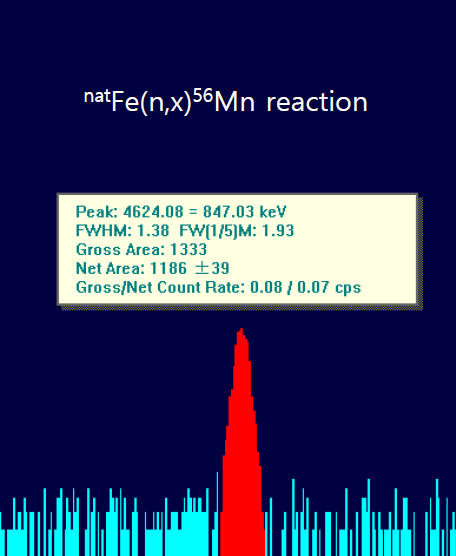 natFe(n,x)56Mn reaction
Peak: 4624.08 = 847.03 keV
FWHM: 1.38 FW(1/5)M: 1.93
Gross Area: 1333
Net Area: 1186 ±39
Gross/Net Count Rate: 0.08 / 0.07 cps